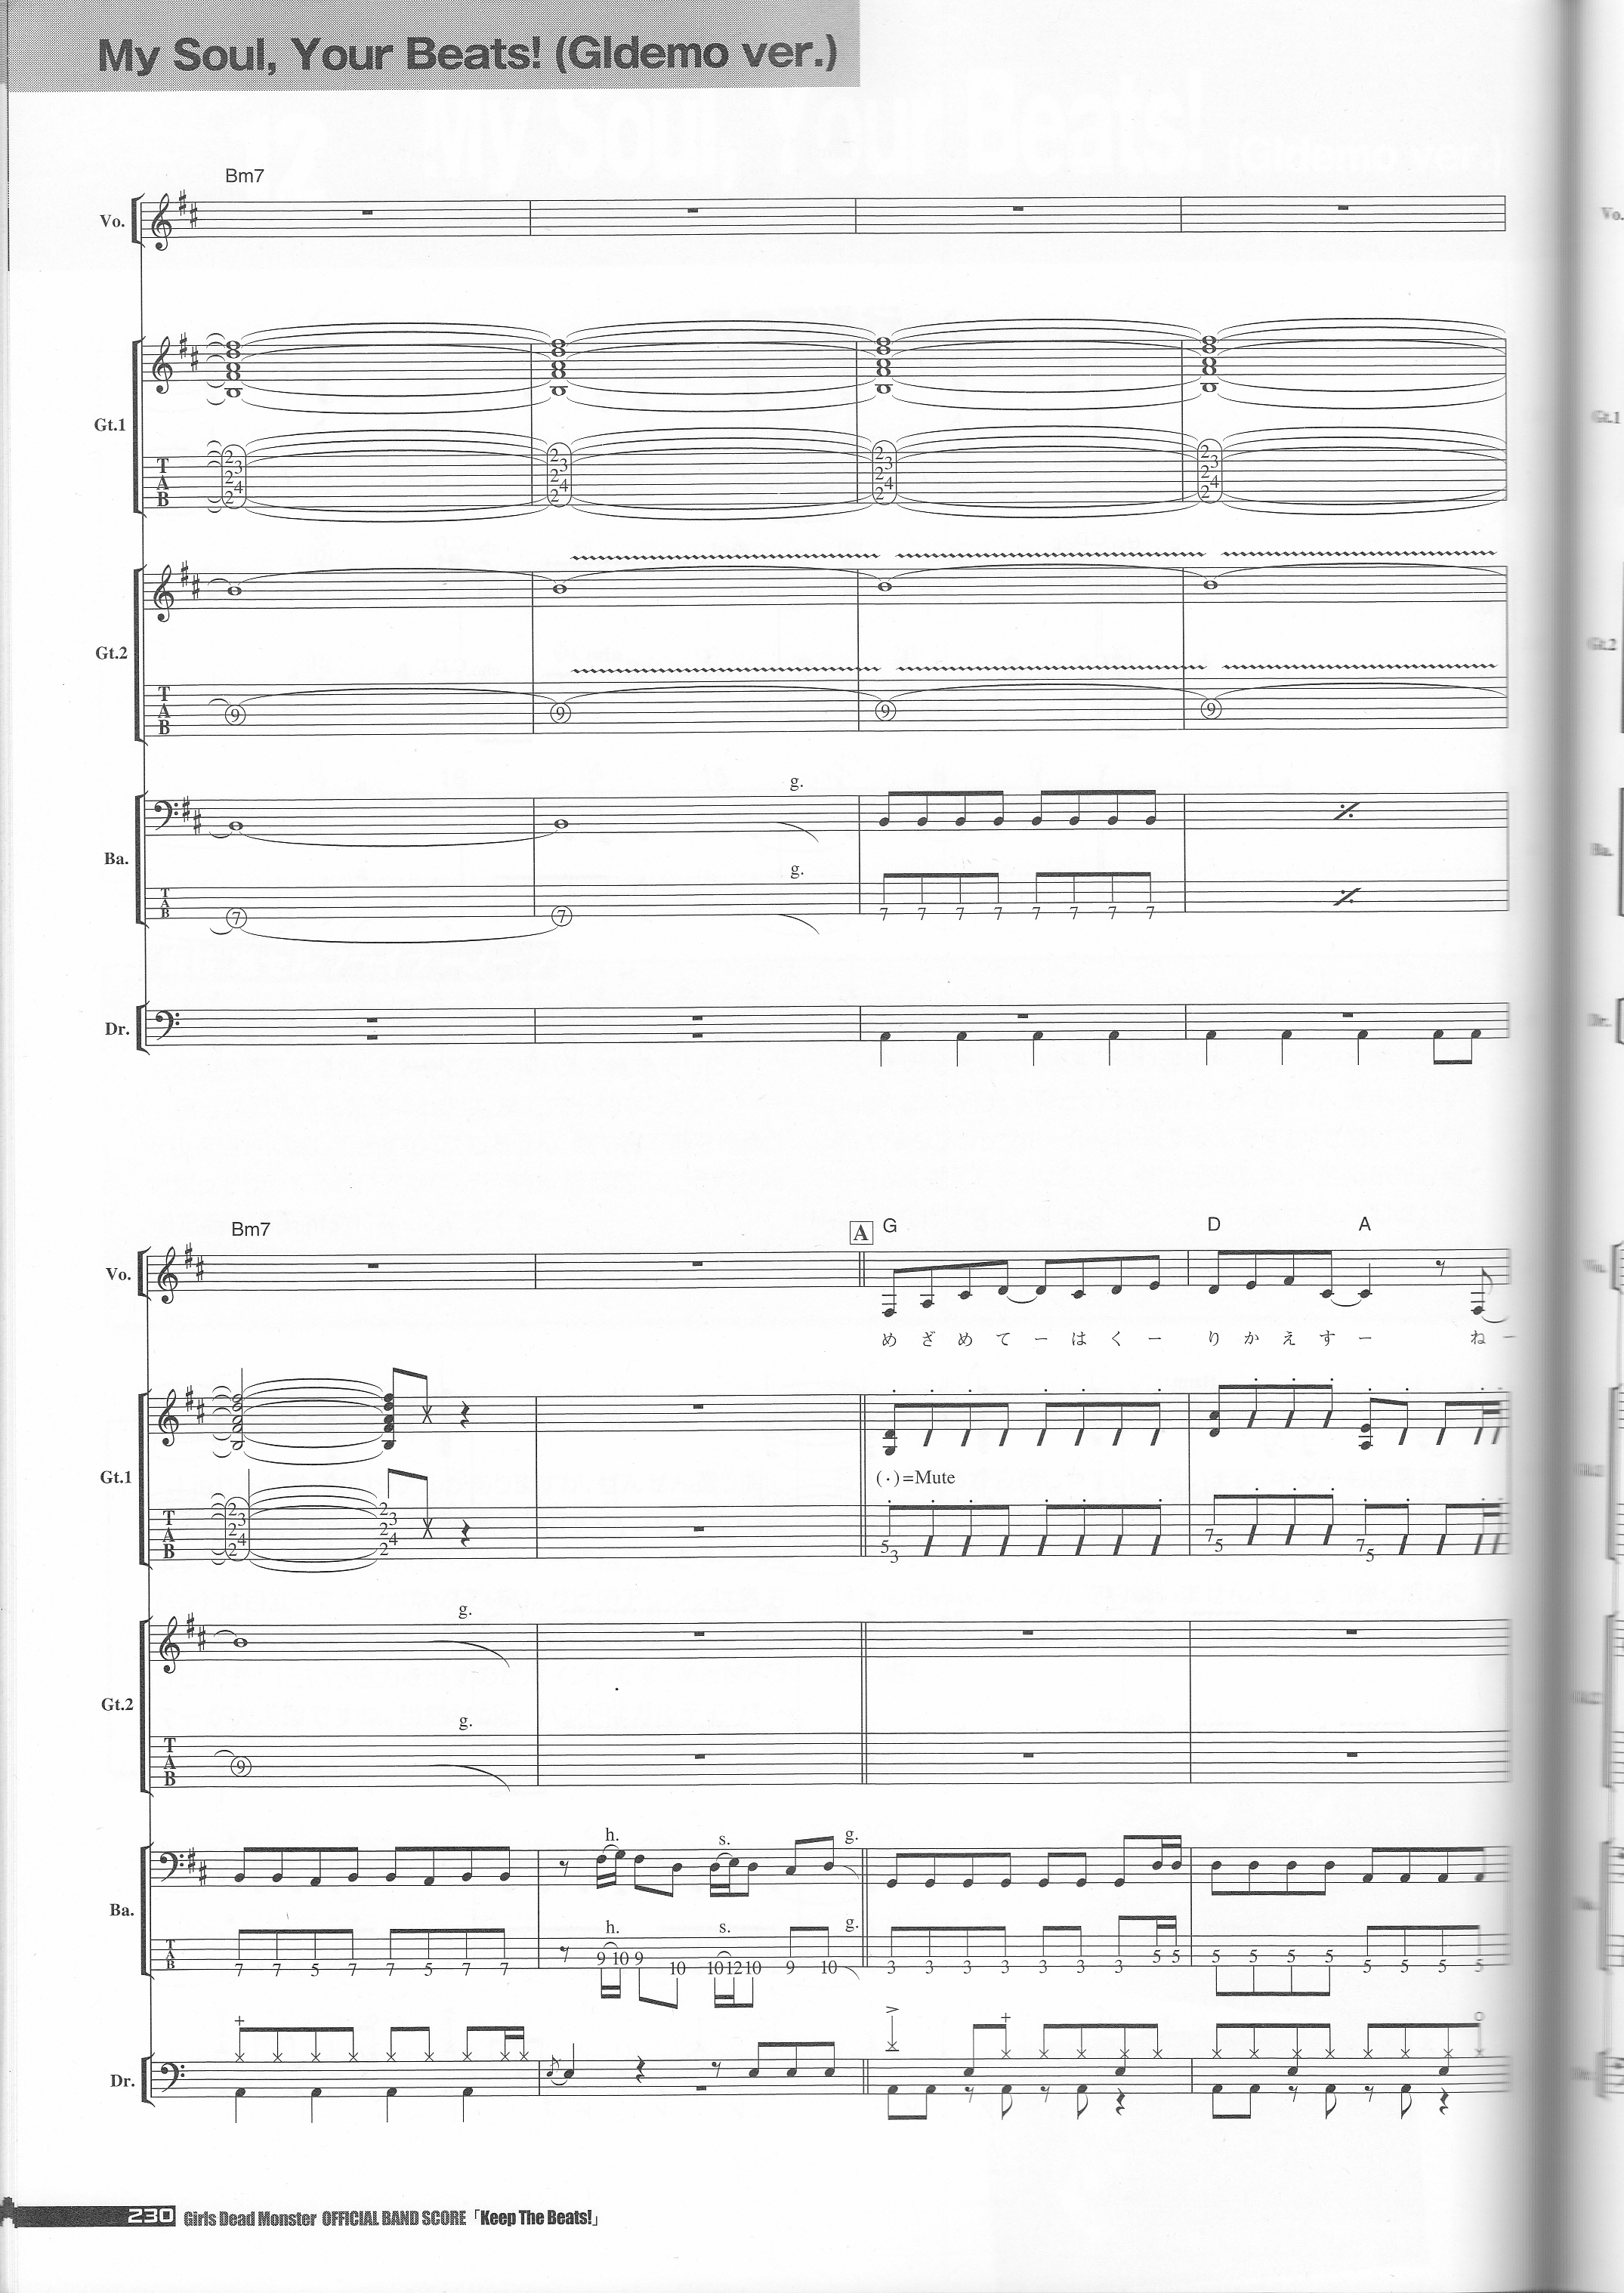 My Soul, Your Beats! (Gldemo ver.)
Bm7
Vo.
Gt.1
T A B
2 3 2 4 2
2 3 2 4 2
2 3 2 4 2
2 3 2 4 2
Gt.2
T A B
9 9 9 9
g.
Ba.
g.
T A B
7 7 7 7 7 7 7 7 7 7
Dr.
Bm7 A G D A
Vo.
め ざ め て ー は く ー り か え す ー ね ー
Gt.1
(・)=Mute
T A B
2 3 2 4 2 2 3 2 4 2 5 3 7 5 7 5
g.
Gt.2
g.
T A B
9
h. s. g.
Ba.
h. s. g.
T A B
7 7 5 7 7 5 7 7 9 10 9 10 10 12 10 9 10 3 3 3 3 3 3 3 5 5 5 5 5 5 5 5 5 5
Dr.
230 Girls Dead Monster OFFICIAL BAND SCORE「Keep The Beats!」